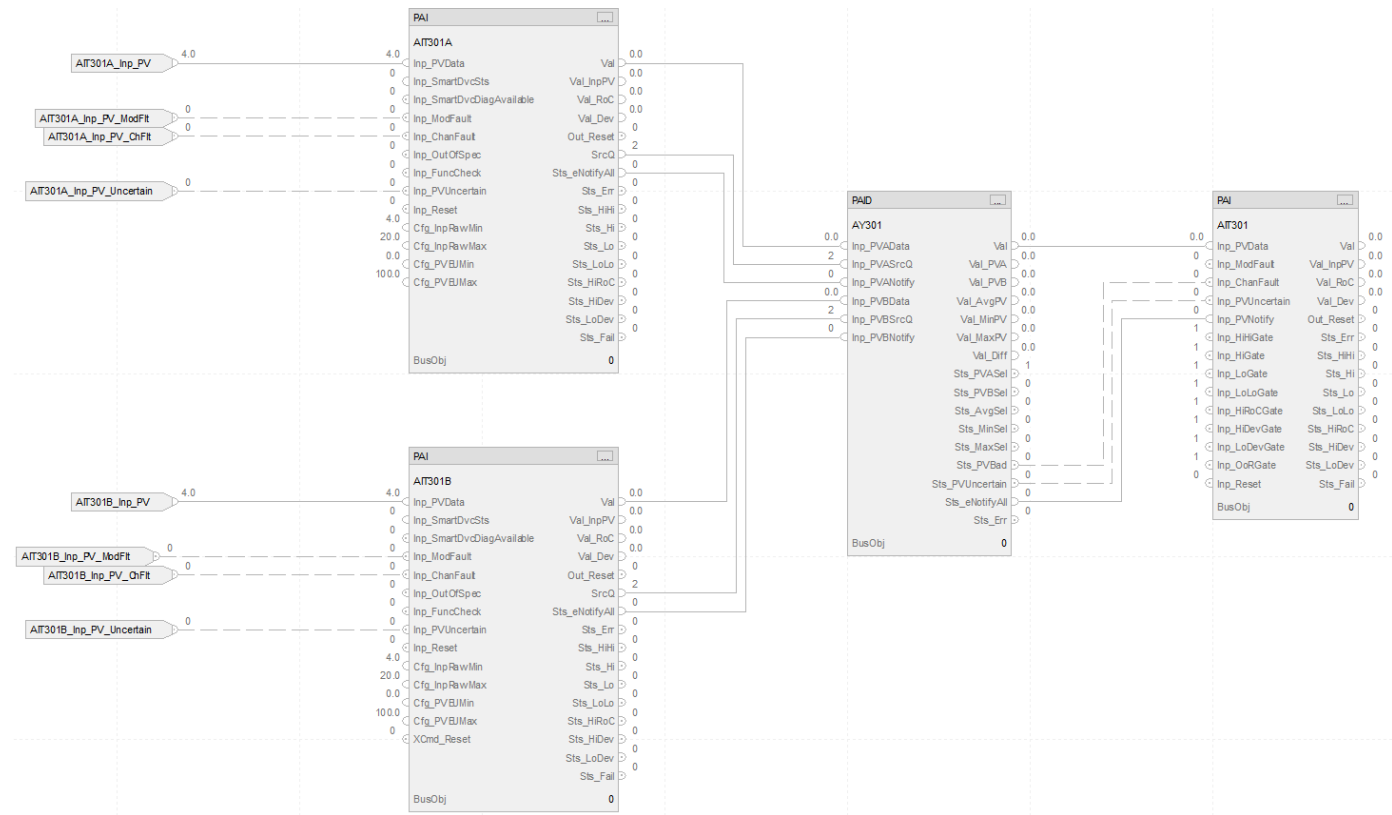 PAI ...
AIT301A
AIT301A_Inp_PV 4.0 4.0 Inp_PVData Val 0.0
0 Inp_SmartDvcSts Val_InpPV 0.0
0 Inp_SmartDvcDiagAvailable Val_RoC 0.0
AIT301A_Inp_PV_ModFlt 0 0 Inp_ModFault Val_Dev 0.0
AIT301A_Inp_PV_ChFlt 0 0 Inp_ChanFault Out_Reset 0
0 Inp_OutOfSpec SrcQ 2
0 Inp_FuncCheck Sts_eNotifyAll 0
AIT301A_Inp_PV_Uncertain 0 0 Inp_PVUncertain Sts_Err 0
0 Inp_Reset Sts_HiHi 0
4.0 Cfg_InpRawMin Sts_Hi 0
20.0 Cfg_InpRawMax Sts_Lo 0
0.0 Cfg_PVEUMin Sts_LoLo 0
100.0 Cfg_PVEUMax Sts_HiRoC 0
Sts_HiDev 0
Sts_LoDev 0
Sts_Fail 0
BusObj 0
PAI ...
AIT301B
AIT301B_Inp_PV 4.0 4.0 Inp_PVData Val 0.0
0 Inp_SmartDvcSts Val_InpPV 0.0
0 Inp_SmartDvcDiagAvailable Val_RoC 0.0
AIT301B_Inp_PV_ModFlt 0 0 Inp_ModFault Val_Dev 0.0
AIT301B_Inp_PV_ChFlt 0 0 Inp_ChanFault Out_Reset 0
0 Inp_OutOfSpec SrcQ 2
0 Inp_FuncCheck Sts_eNotifyAll 0
AIT301B_Inp_PV_Uncertain 0 0 Inp_PVUncertain Sts_Err 0
0 Inp_Reset Sts_HiHi 0
4.0 Cfg_InpRawMin Sts_Hi 0
20.0 Cfg_InpRawMax Sts_Lo 0
0.0 Cfg_PVEUMin Sts_LoLo 0
100.0 Cfg_PVEUMax Sts_HiRoC 0
0 XCmd_Reset Sts_HiDev 0
Sts_LoDev 0
Sts_Fail 0
BusObj 0
PAID ...
AY301
0.0 Inp_PVAData Val 0.0
2 Inp_PVASrcQ Val_PVA 0.0
0 Inp_PVANotify Val_PVB 0.0
0.0 Inp_PVBData Val_AvgPV 0.0
2 Inp_PVBSrcQ Val_MinPV 0.0
0 Inp_PVBNotify Val_MaxPV 0.0
Val_Diff 0.0
Sts_PVASel 1
Sts_PVBSel 0
Sts_AvgSel 0
Sts_MinSel 0
Sts_MaxSel 0
Sts_PVBad 0
Sts_PVUncertain 0
Sts_eNotifyAll 0
Sts_Err 0
BusObj 0
PAI ...
AIT301
0.0 Inp_PVData Val 0.0
0 Inp_ModFault Val_InpPV 0.0
0 Inp_ChanFault Val_RoC 0.0
0 Inp_PVUncertain Val_Dev 0.0
0 Inp_PVNotify Out_Reset 0
1 Inp_HiHiGate Sts_Err 0
1 Inp_HiGate Sts_HiHi 0
1 Inp_LoGate Sts_Hi 0
1 Inp_LoLoGate Sts_Lo 0
1 Inp_HiRoCGate Sts_LoLo 0
1 Inp_HiDevGate Sts_HiRoC 0
1 Inp_LoDevGate Sts_HiDev 0
1 Inp_OoRGate Sts_LoDev 0
0 Inp_Reset Sts_Fail 0
BusObj 0